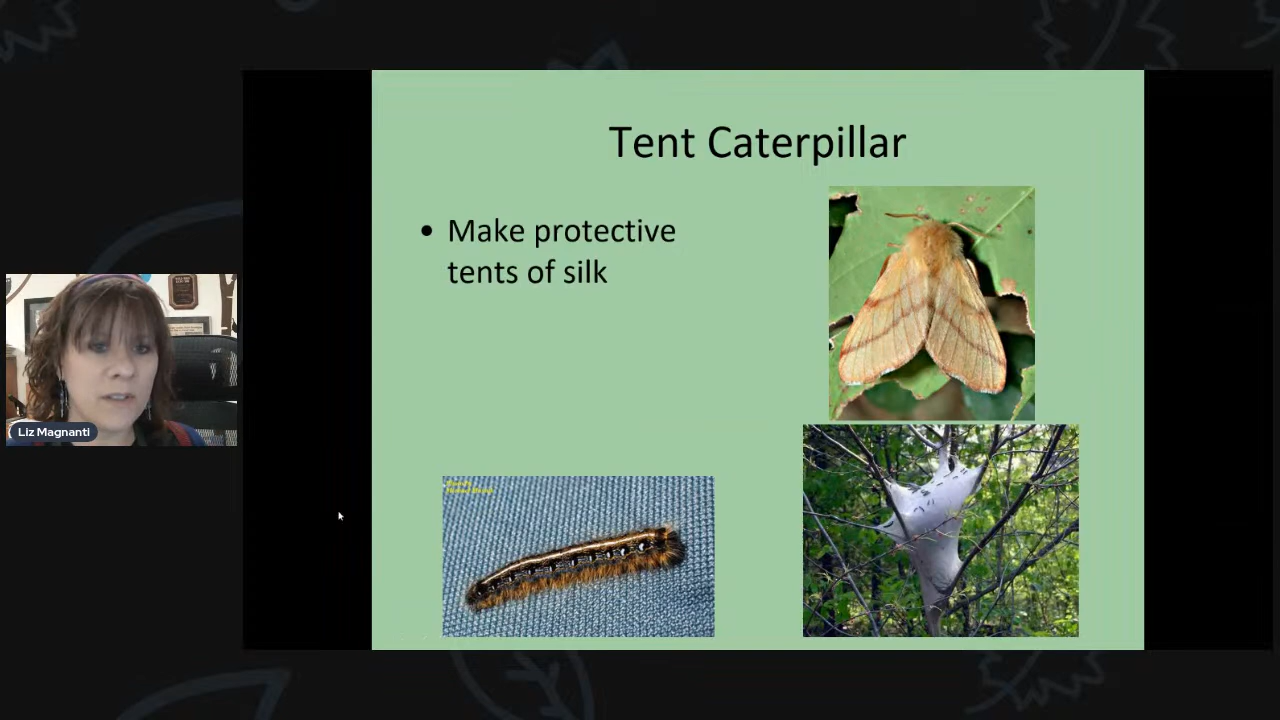 Tent Caterpillar
• Make protective
tents of silk
Liz Magnanti